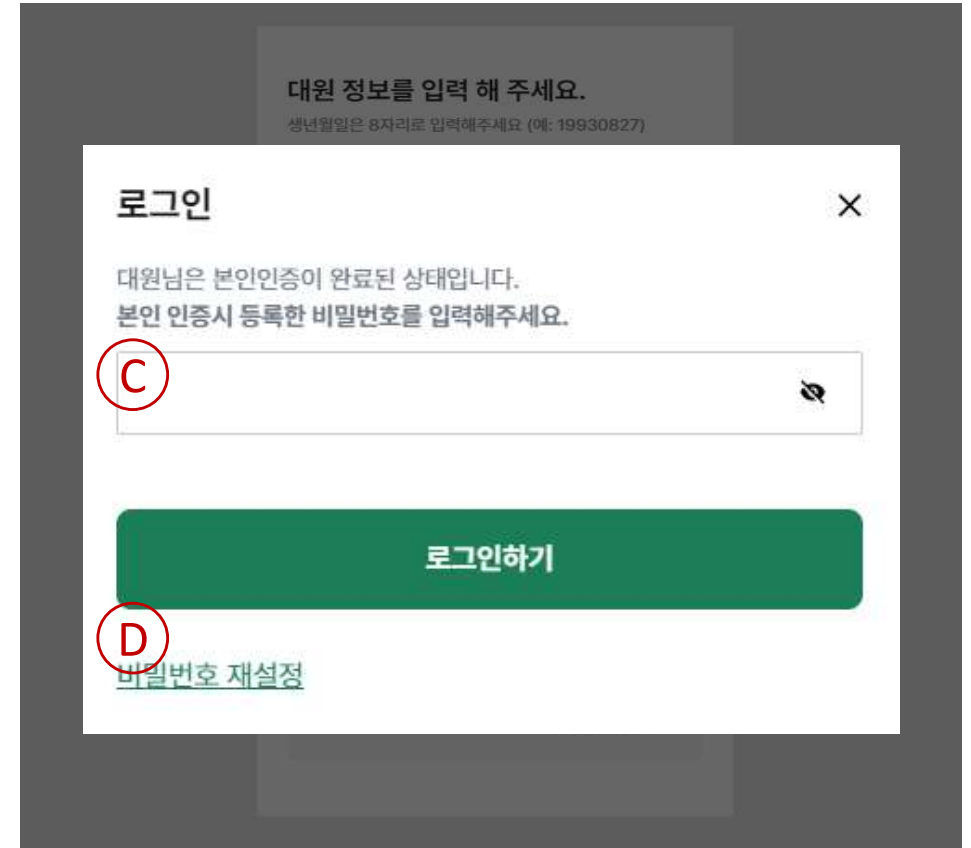 대원 정보를 입력 해 주세요.
생년월일은 8자리로 입력해주세요 (예: 19930827)
로그인
대원님은 본인인증이 완료된 상태입니다.
본인 인증시 등록한 비밀번호를 입력해주세요.
C
로그인하기
D
비밀번호 재설정